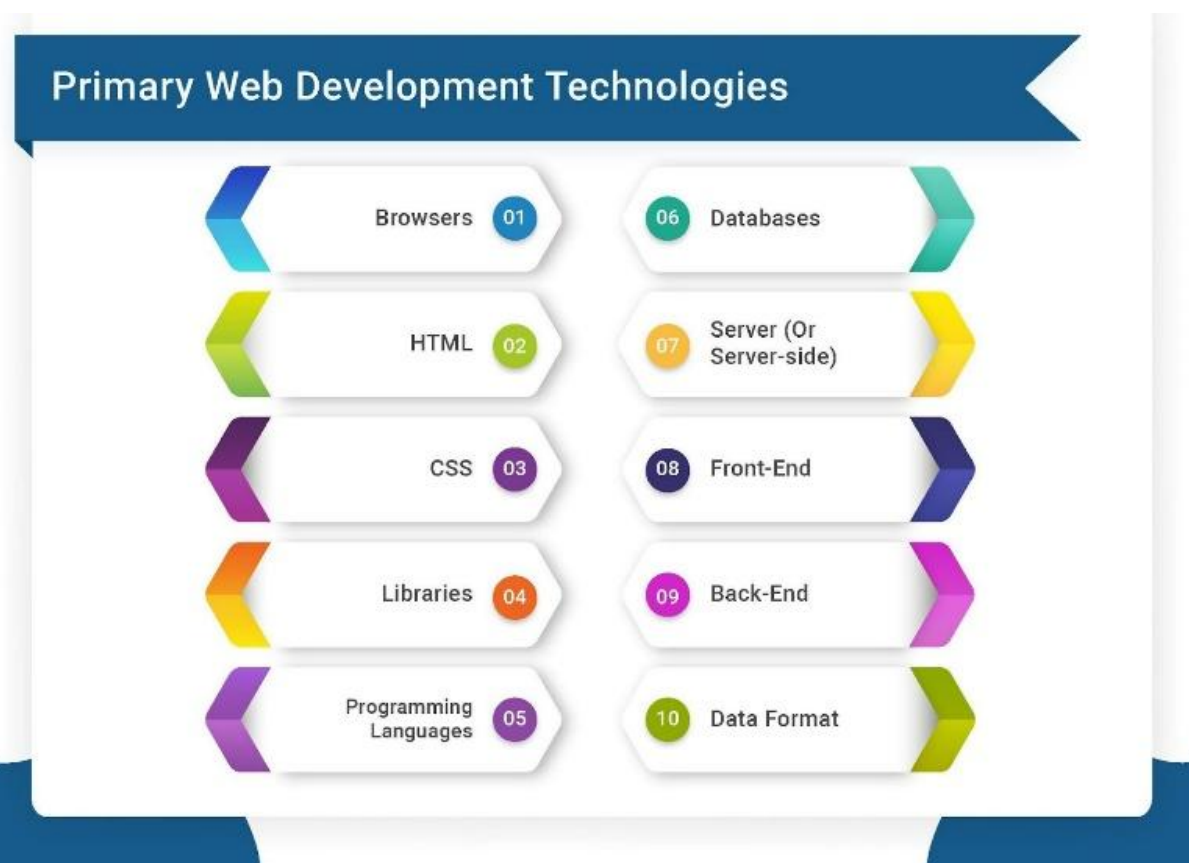 Primary Web Development Technologies
Browsers 01
HTML 02
CSS 03
Libraries 04
Programming
Languages 05
06 Databases
07 Server (Or
Server-side)
08 Front-End
09 Back-End
10 Data Format